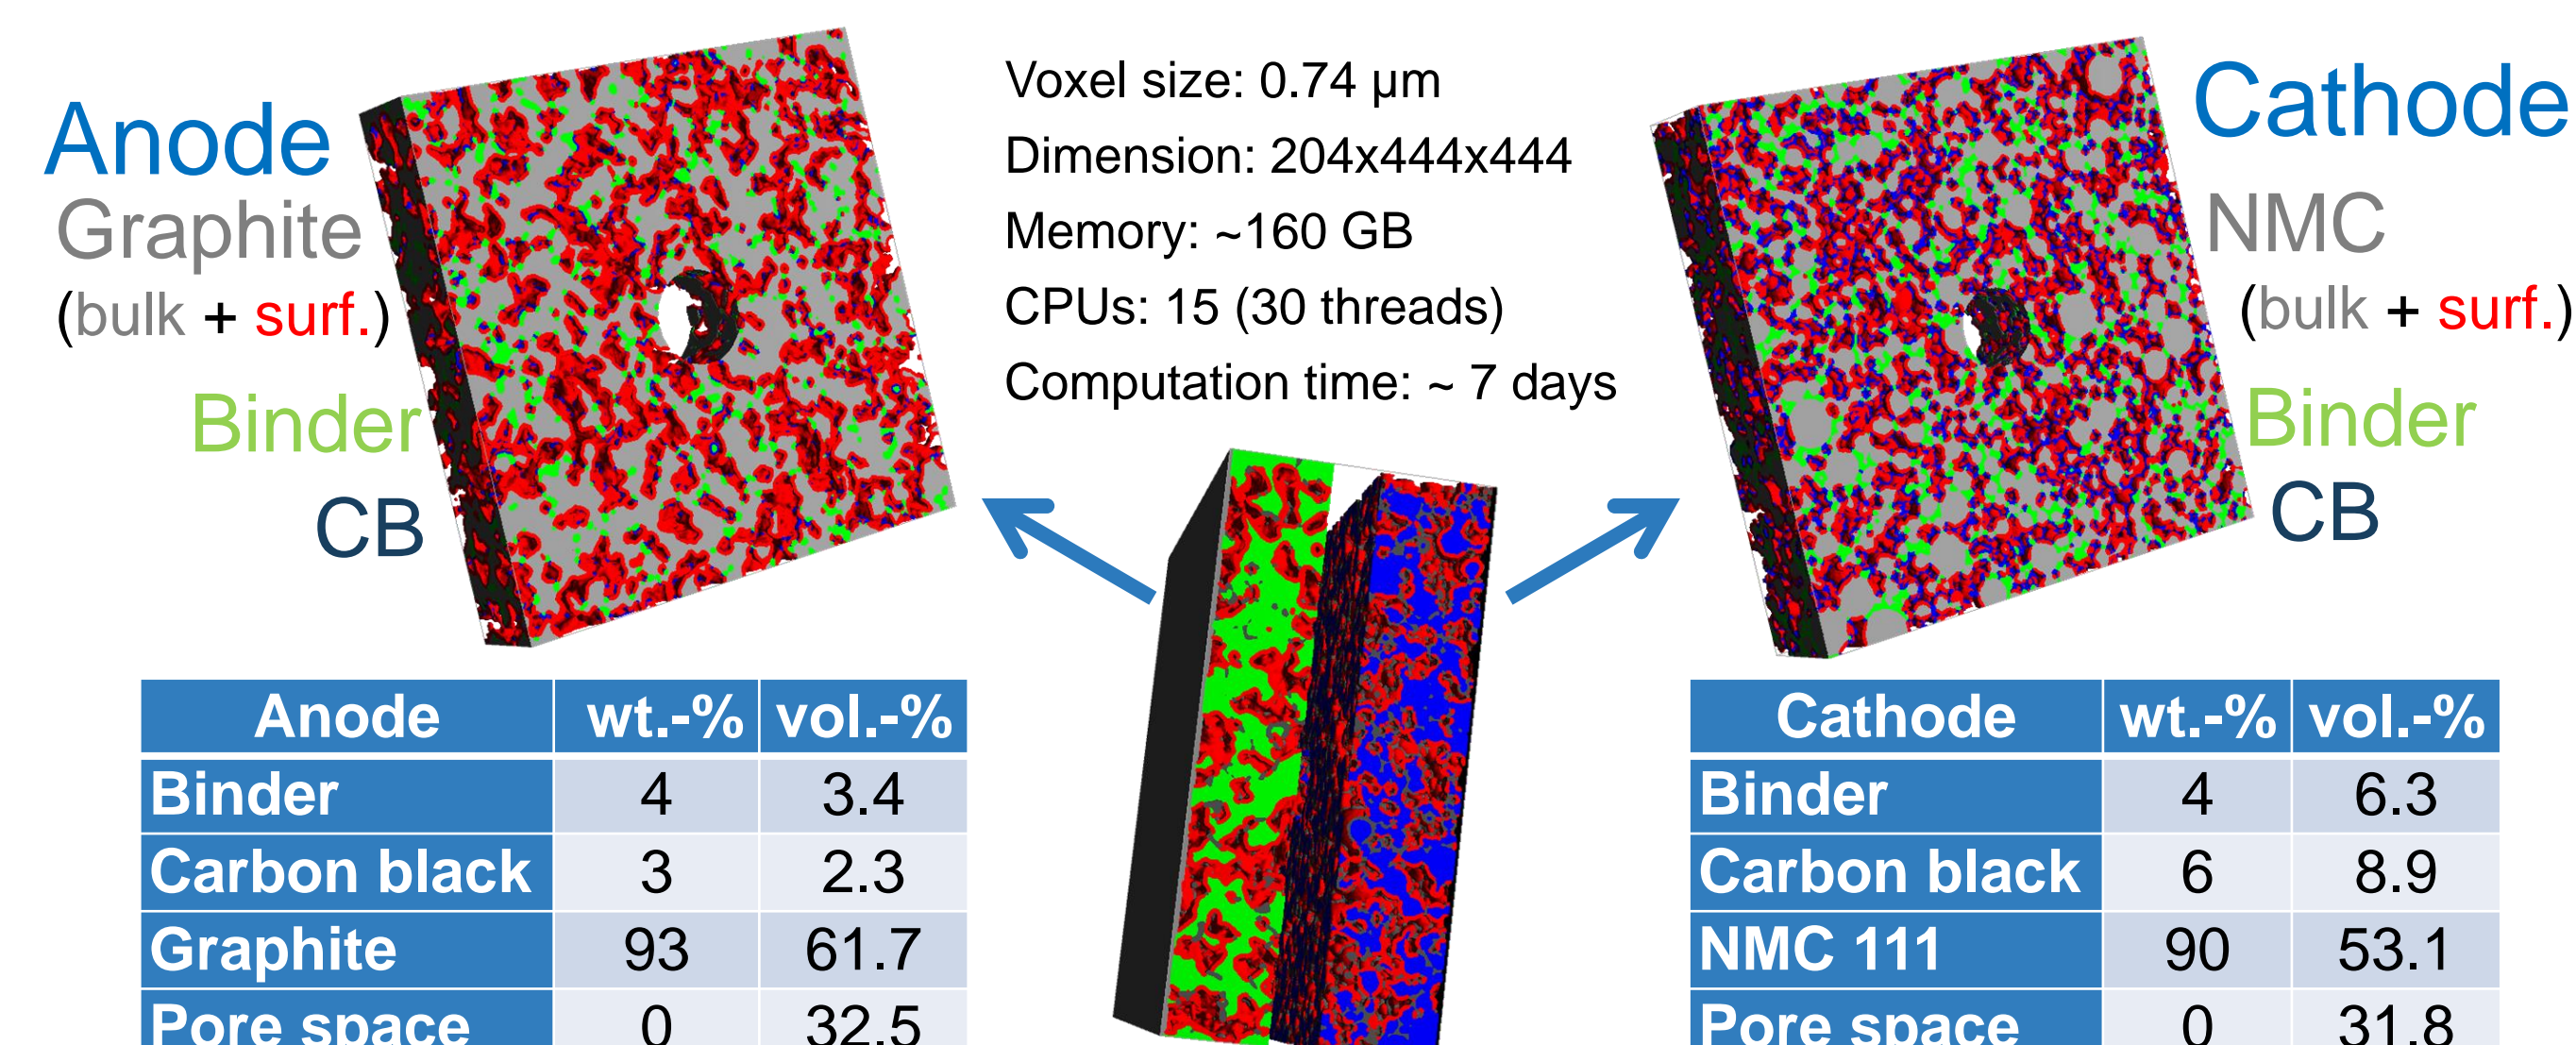 Anode
Graphite
(bulk + surf.)
Binder
CB
Voxel size: 0.74 µm
Dimension: 204x444x444
Memory: ~160 GB
CPUs: 15 (30 threads)
Computation time: ~ 7 days
Cathode
NMC
(bulk + surf.)
Binder
CB
Anode wt.-% vol.-%
Binder 4 3.4
Carbon black 3 2.3
Graphite 93 61.7
Pore space 0 32.5
Cathode wt.-% vol.-%
Binder 4 6.3
Carbon black 6 8.9
NMC 111 90 53.1
Pore space 0 31.8